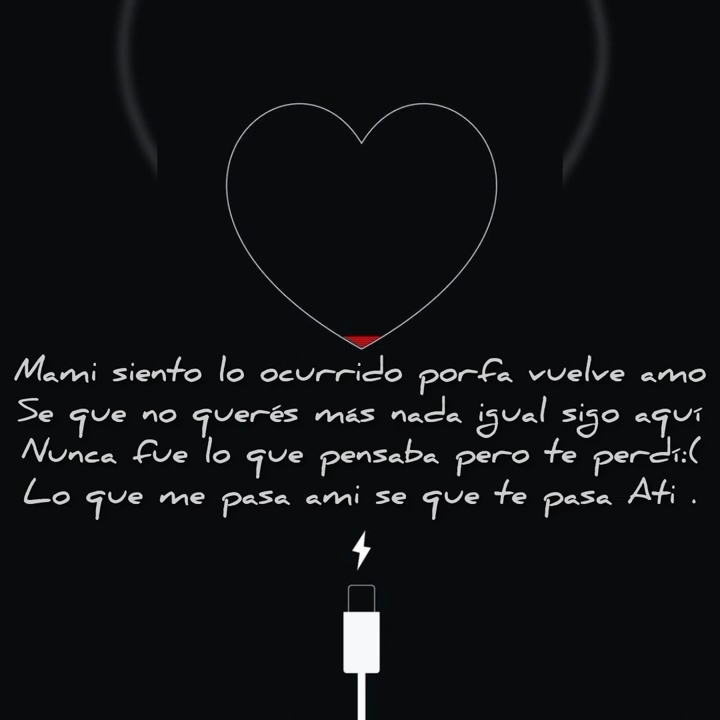 Mami siento lo ocurrido porfa vuelve amo
Se que no querés más nada igual sigo aquí
Nunca fue lo que pensaba pero te perdí:(
Lo que me pasa ami se que te pasa Ati .